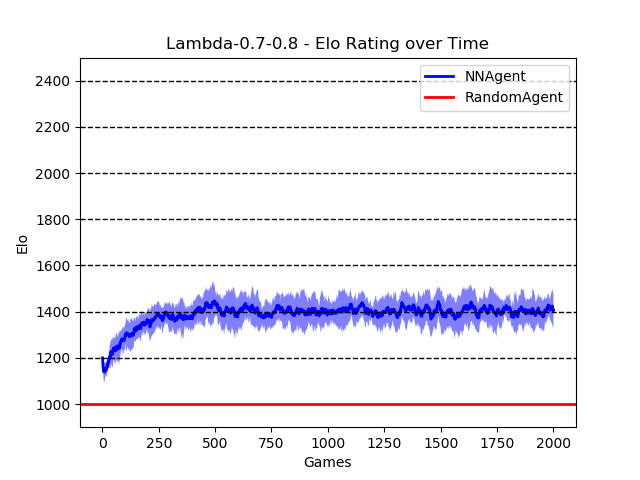 Lambda-0.7-0.8 - Elo Rating over Time
NNAgent
RandomAgent
2400
2200
2000
1800
1600
1400
1200
1000
Elo
0 250 500 750 1000 1250 1500 1750 2000
Games